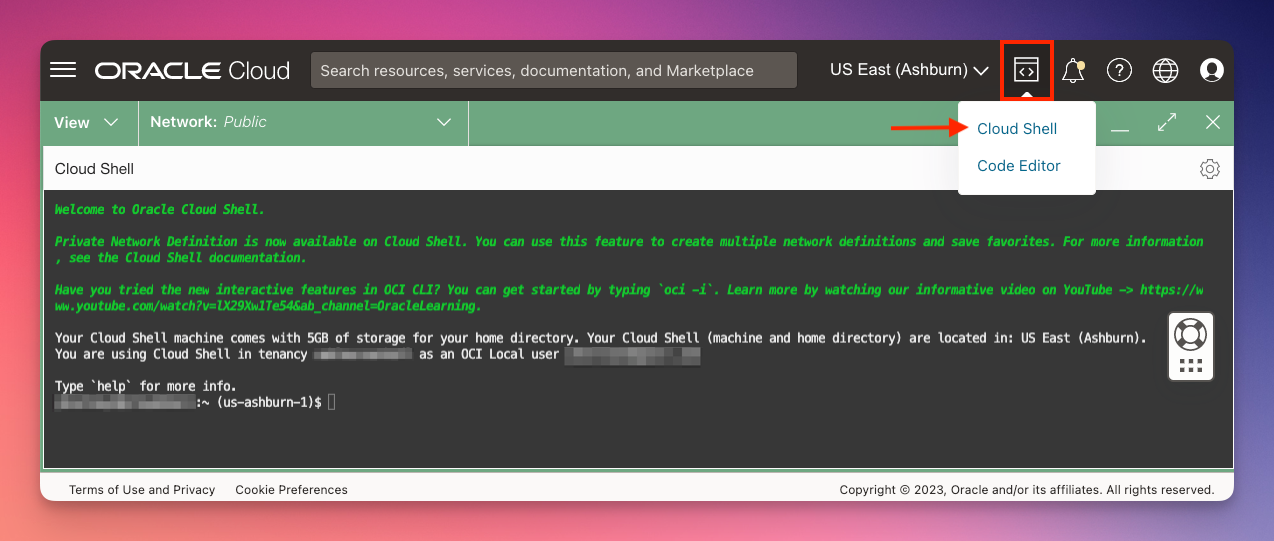 ORACLE Cloud
Search resources, services, documentation, and Marketplace
US East (Ashburn)
View
Network: Public
Cloud Shell
Code Editor
Cloud Shell
Welcome to Oracle Cloud Shell.
Private Network Definition is now available on Cloud Shell. You can use this feature to create multiple network definitions and save favorites. For more information
, see the Cloud Shell documentation.
Have you tried the new interactive features in OCI CLI? You can get started by typing `oci -i`. Learn more by watching our informative video on YouTube -> https://w
ww.youtube.com/watch?v=lX29Xw1Te54&ab_channel=OracleLearning.
Your Cloud Shell machine comes with 5GB of storage for your home directory. Your Cloud Shell (machine and home directory) are located in: US East (Ashburn).
You are using Cloud Shell in tenancy as an OCI Local user
Type `help` for more info.
:~ (us-ashburn-1)$
Terms of Use and Privacy
Cookie Preferences
Copyright © 2023, Oracle and/or its affiliates. All rights reserved.